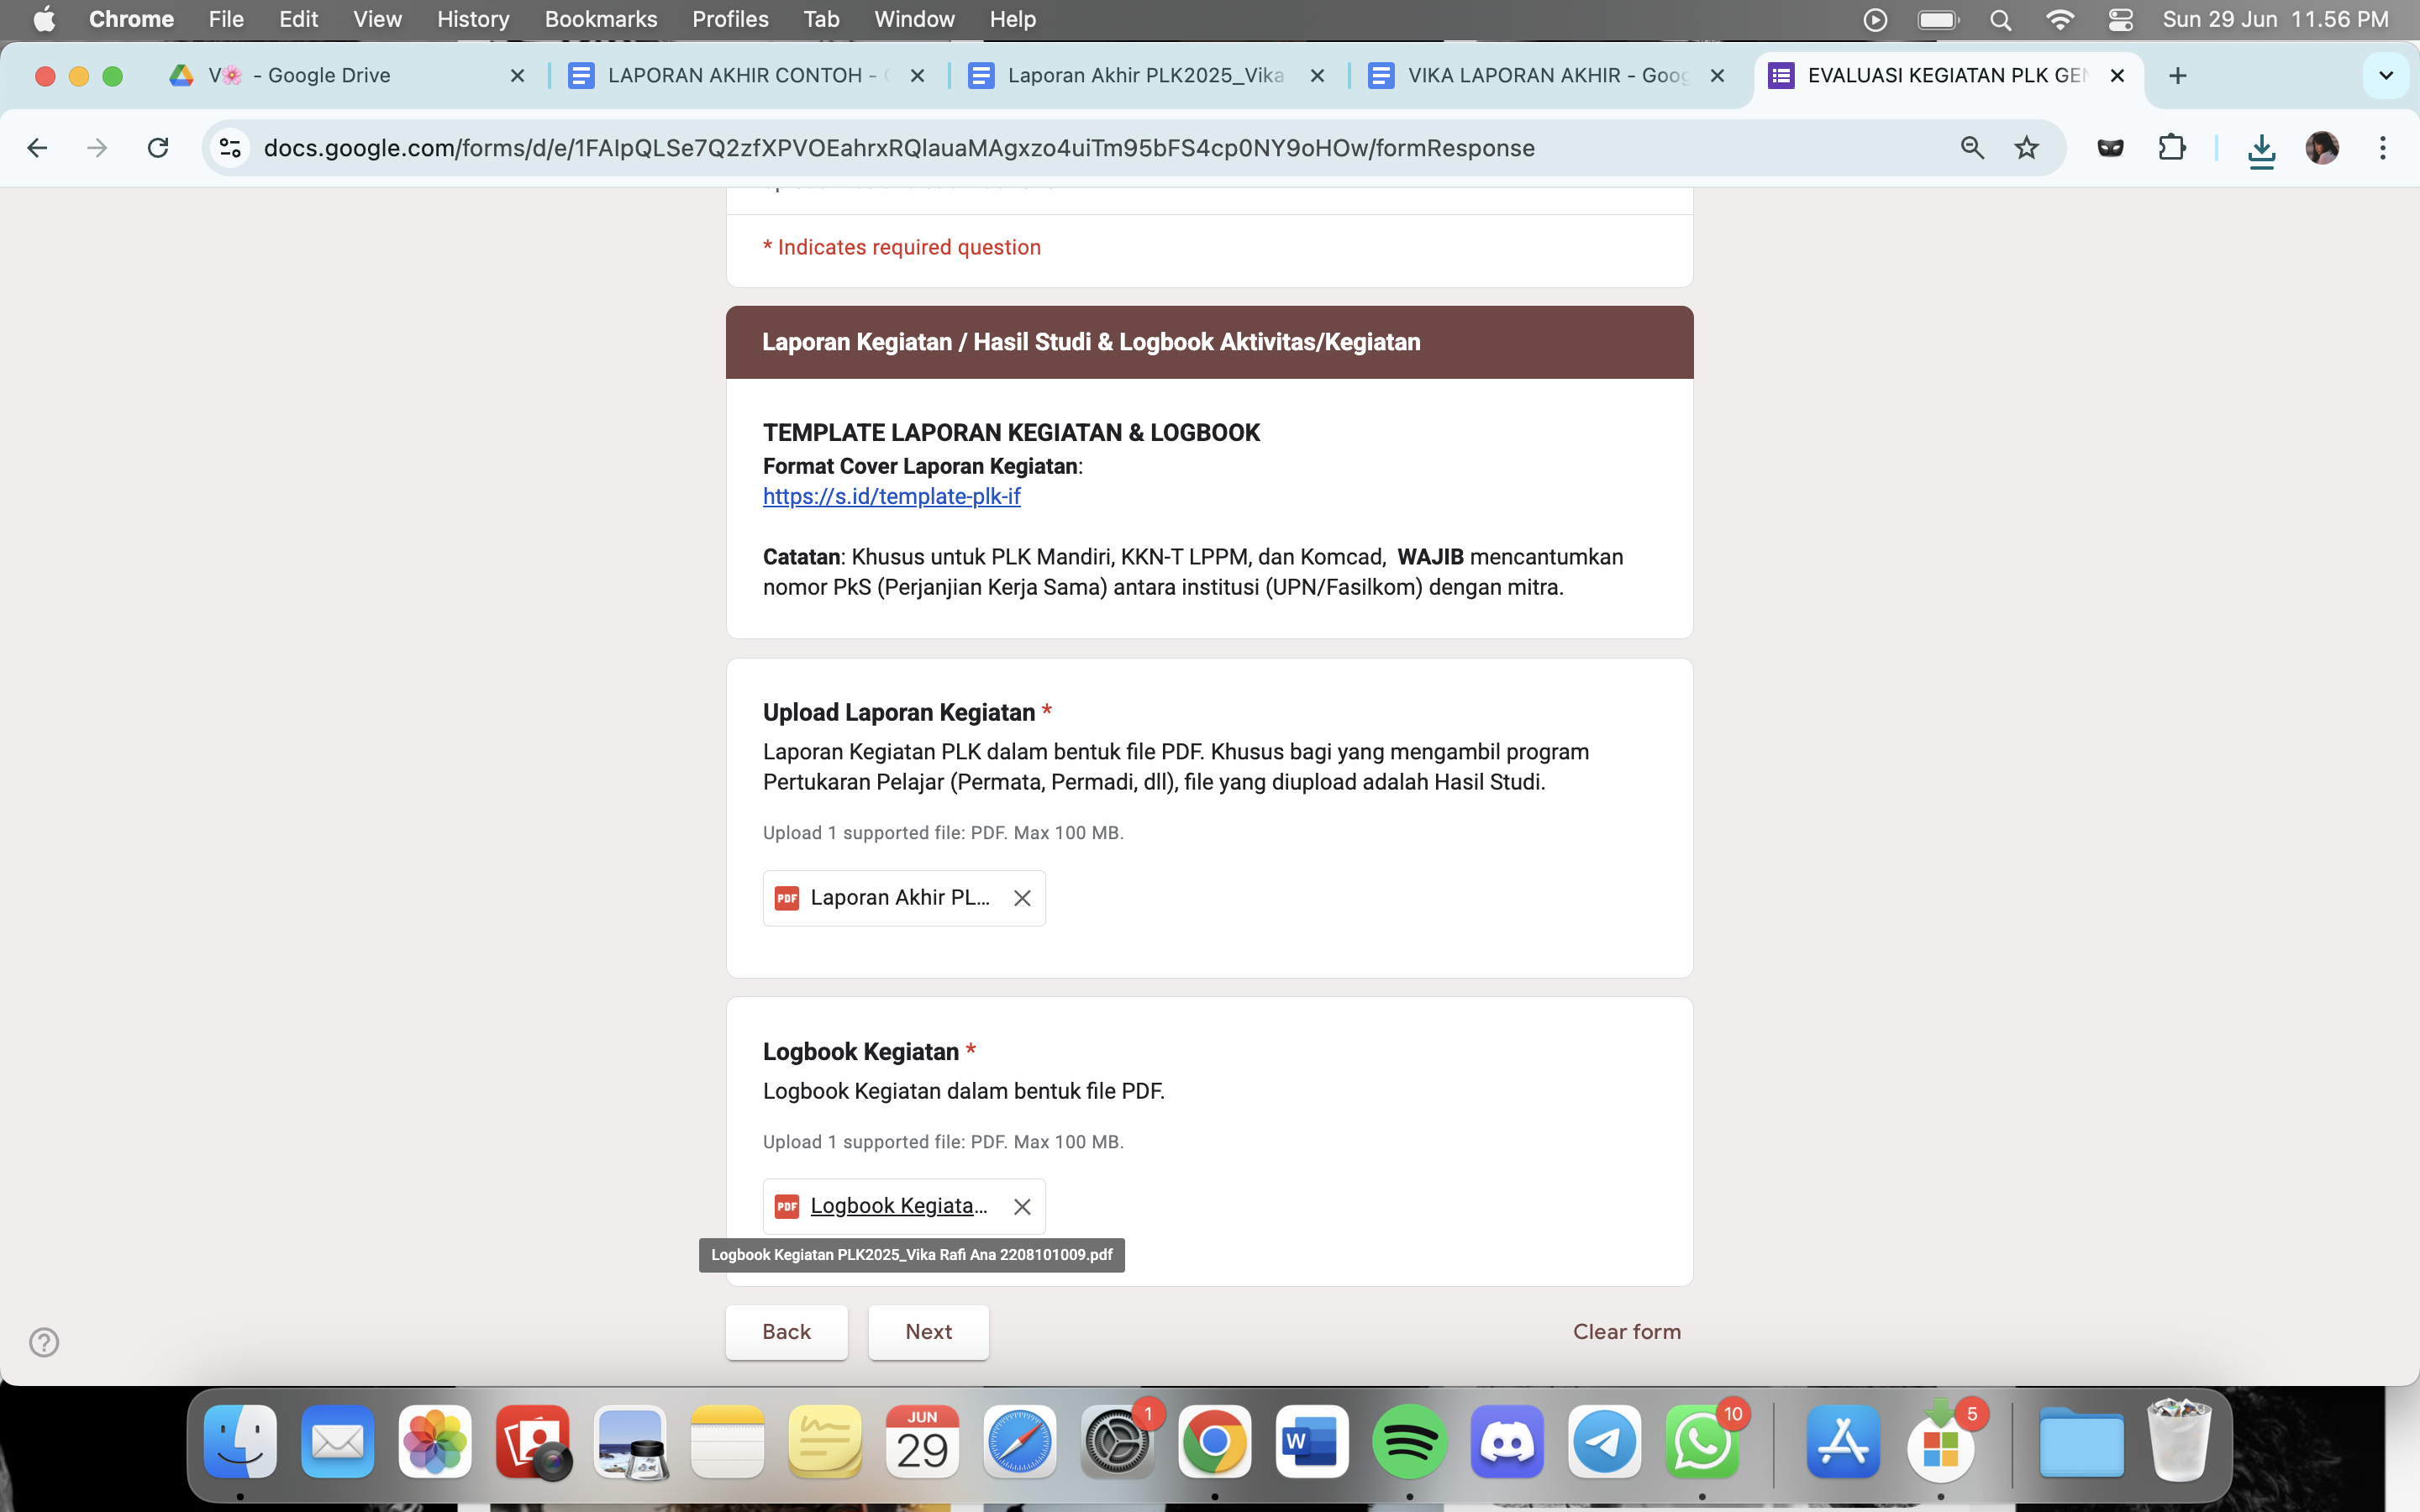 Chrome File Edit View History Bookmarks Profiles Tab Window Help Sun 29 Jun 11.56 PM
V🌸 - Google Drive
LAPORAN AKHIR CONTOH -
Laporan Akhir PLK2025_Vika
VIKA LAPORAN AKHIR - Goog
EVALUASI KEGIATAN PLK GEN
docs.google.com/forms/d/e/1FAIpQLSe7Q2zfXPVOEahrxRQlauaMAgxzo4uiTm95bFS4cp0NY9oHOw/formResponse
* Indicates required question
Laporan Kegiatan / Hasil Studi & Logbook Aktivitas/Kegiatan
TEMPLATE LAPORAN KEGIATAN & LOGBOOK
Format Cover Laporan Kegiatan:
https://s.id/template-plk-if
Catatan: Khusus untuk PLK Mandiri, KKN-T LPPM, dan Komcad, WAJIB mencantumkan
nomor PkS (Perjanjian Kerja Sama) antara institusi (UPN/Fasilkom) dengan mitra.
Upload Laporan Kegiatan *
Laporan Kegiatan PLK dalam bentuk file PDF. Khusus bagi yang mengambil program
Pertukaran Pelajar (Permata, Permadi, dll), file yang diupload adalah Hasil Studi.
Upload 1 supported file: PDF. Max 100 MB.
PDF Laporan Akhir PL...
Logbook Kegiatan *
Logbook Kegiatan dalam bentuk file PDF.
Upload 1 supported file: PDF. Max 100 MB.
PDF Logbook Kegiata...
Logbook Kegiatan PLK2025_Vika Rafi Ana 2208101009.pdf
Back Next Clear form
JUN
29
1
W
10
5